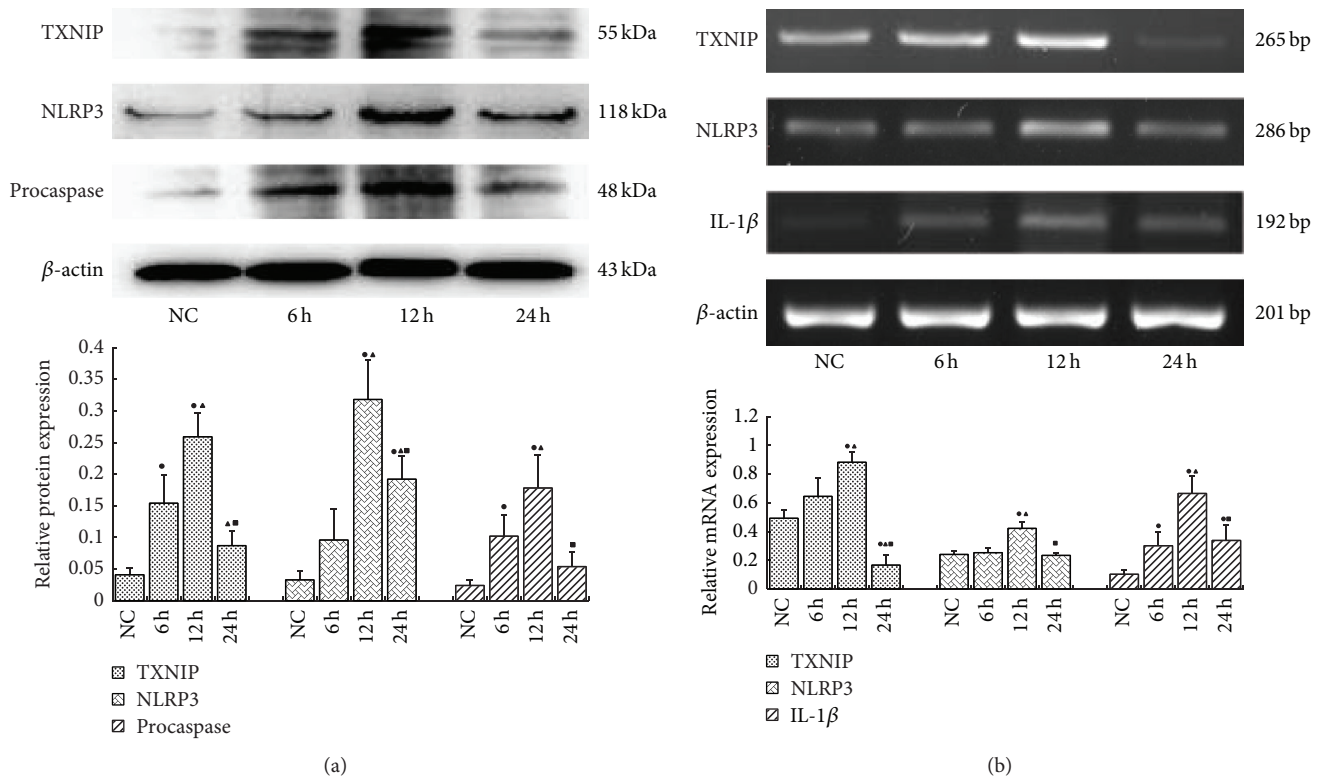 TXNIP 55 kDa
NLRP3 118 kDa
Procaspase 48 kDa
β-actin 43 kDa
NC 6 h 12 h 24 h
Relative protein expression
0.4
0.35
0.3
0.25
0.2
0.15
0.1
0.05
0
NC 6 h 12 h 24 h NC 6 h 12 h 24 h NC 6 h 12 h 24 h
TXNIP
NLRP3
Procaspase
(a)
TXNIP 265 bp
NLRP3 286 bp
IL-1β 192 bp
β-actin 201 bp
NC 6 h 12 h 24 h
Relative mRNA expression
1.2
1
0.8
0.6
0.4
0.2
0
NC 6 h 12 h 24 h NC 6 h 12 h 24 h NC 6 h 12 h 24 h
TXNIP
NLRP3
IL-1β
(b)